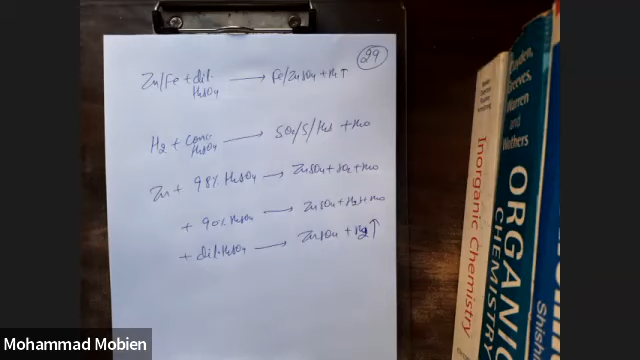 29
Zn/Fe + dil. H₂SO₄ → Fe/ZnSO₄ + H₂↑
H₂ + Conc. H₂SO₄ → SO₂/S/H₂S + H₂O
Zn + 98% H₂SO₄ → ZnSO₄ + SO₂ + H₂O
+ 90% H₂SO₄ → ZnSO₄ + H₂S + H₂O
+ dil. H₂SO₄ → ZnSO₄ + H₂↑
Inorganic Chemistry
Greeves,
Warren
and
Wothers
ORGANIC
CHEMISTRY
Mohammad Mobien